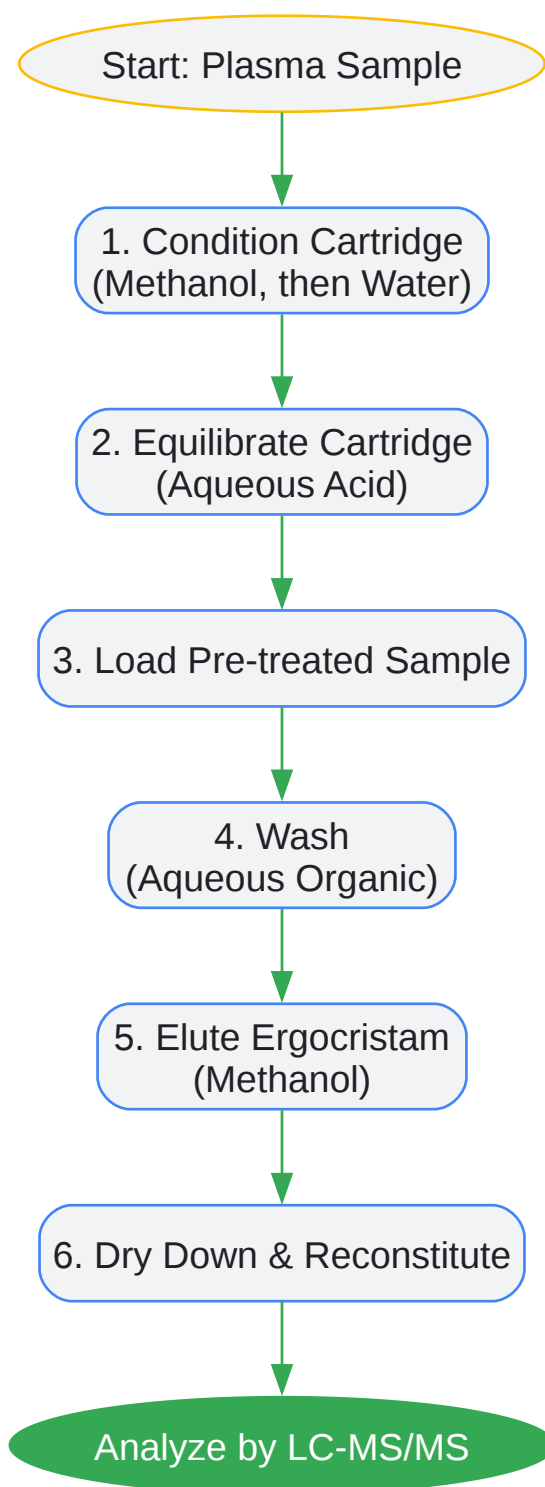 Start: Plasma Sample
1. Condition Cartridge
(Methanol, then Water)
2. Equilibrate Cartridge
(Aqueous Acid)
3. Load Pre-treated Sample
4. Wash
(Aqueous Organic)
5. Elute Ergocristam
(Methanol)
6. Dry Down & Reconstitute
Analyze by LC-MS/MS